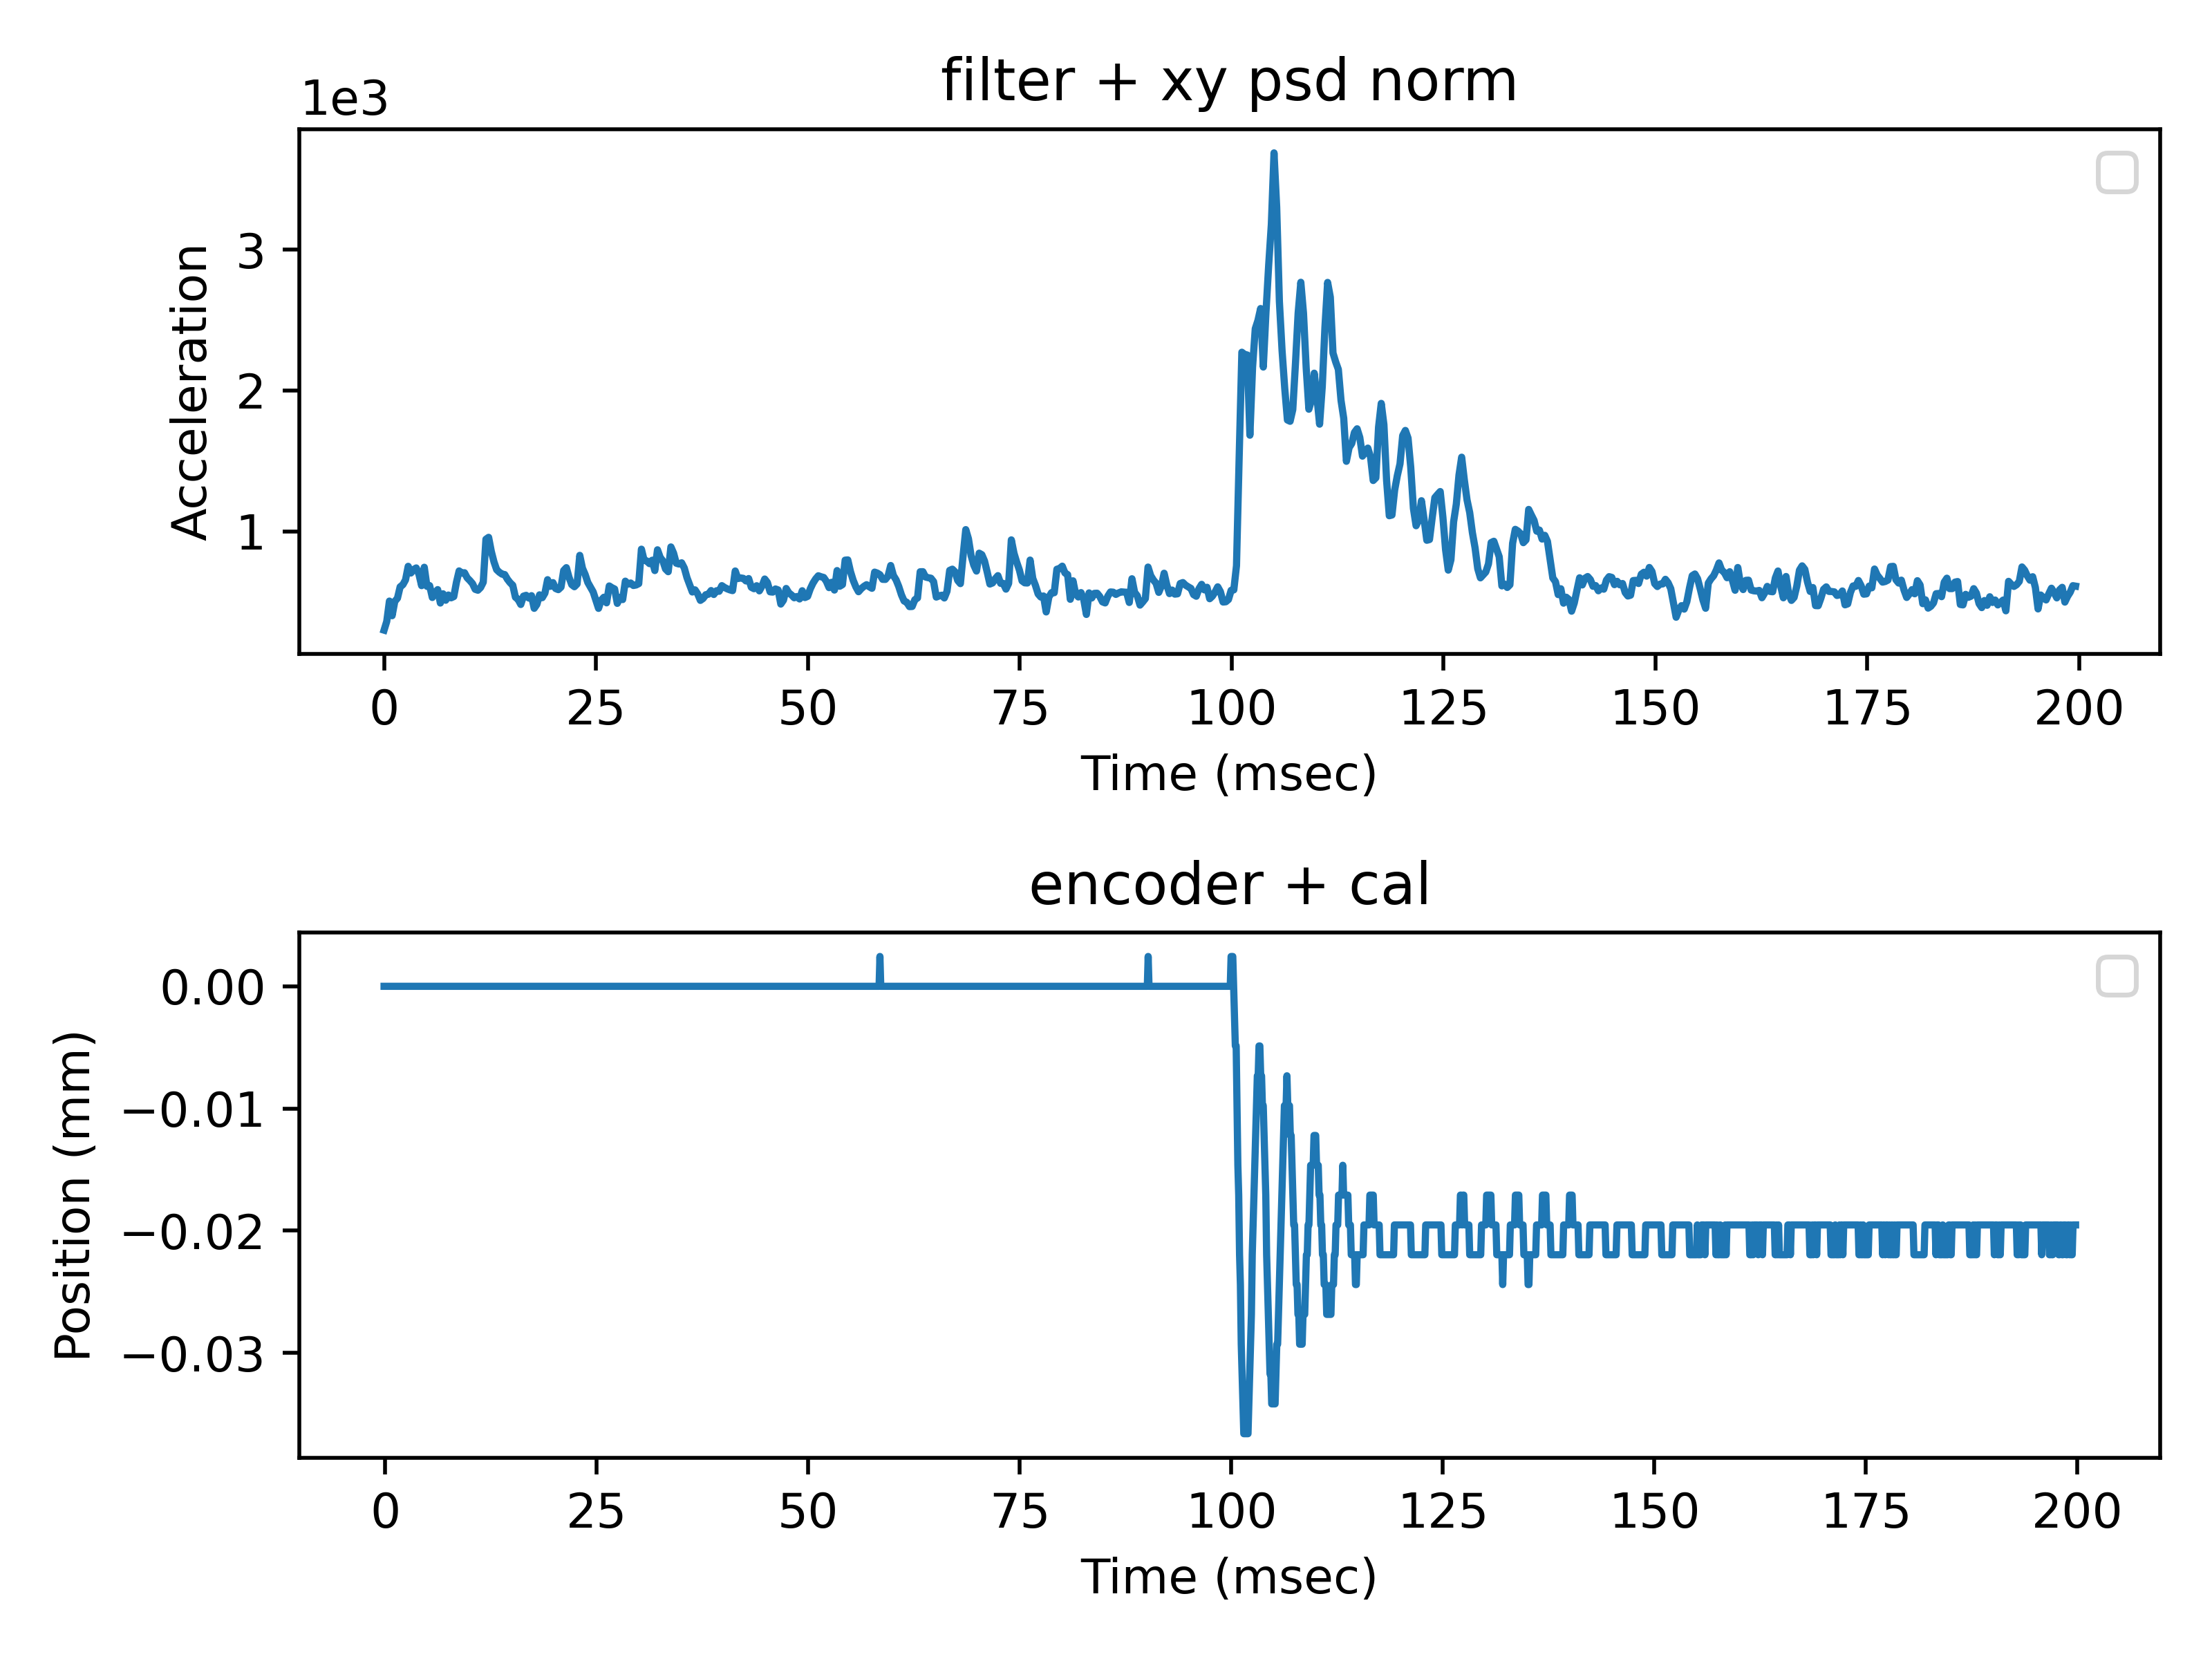 filter + xy psd norm
1e3
Acceleration
3
2
1
0 25 50 75 100 125 150 175 200
Time (msec)
encoder + cal
Position (mm)
0.00
−0.01
−0.02
−0.03
0 25 50 75 100 125 150 175 200
Time (msec)